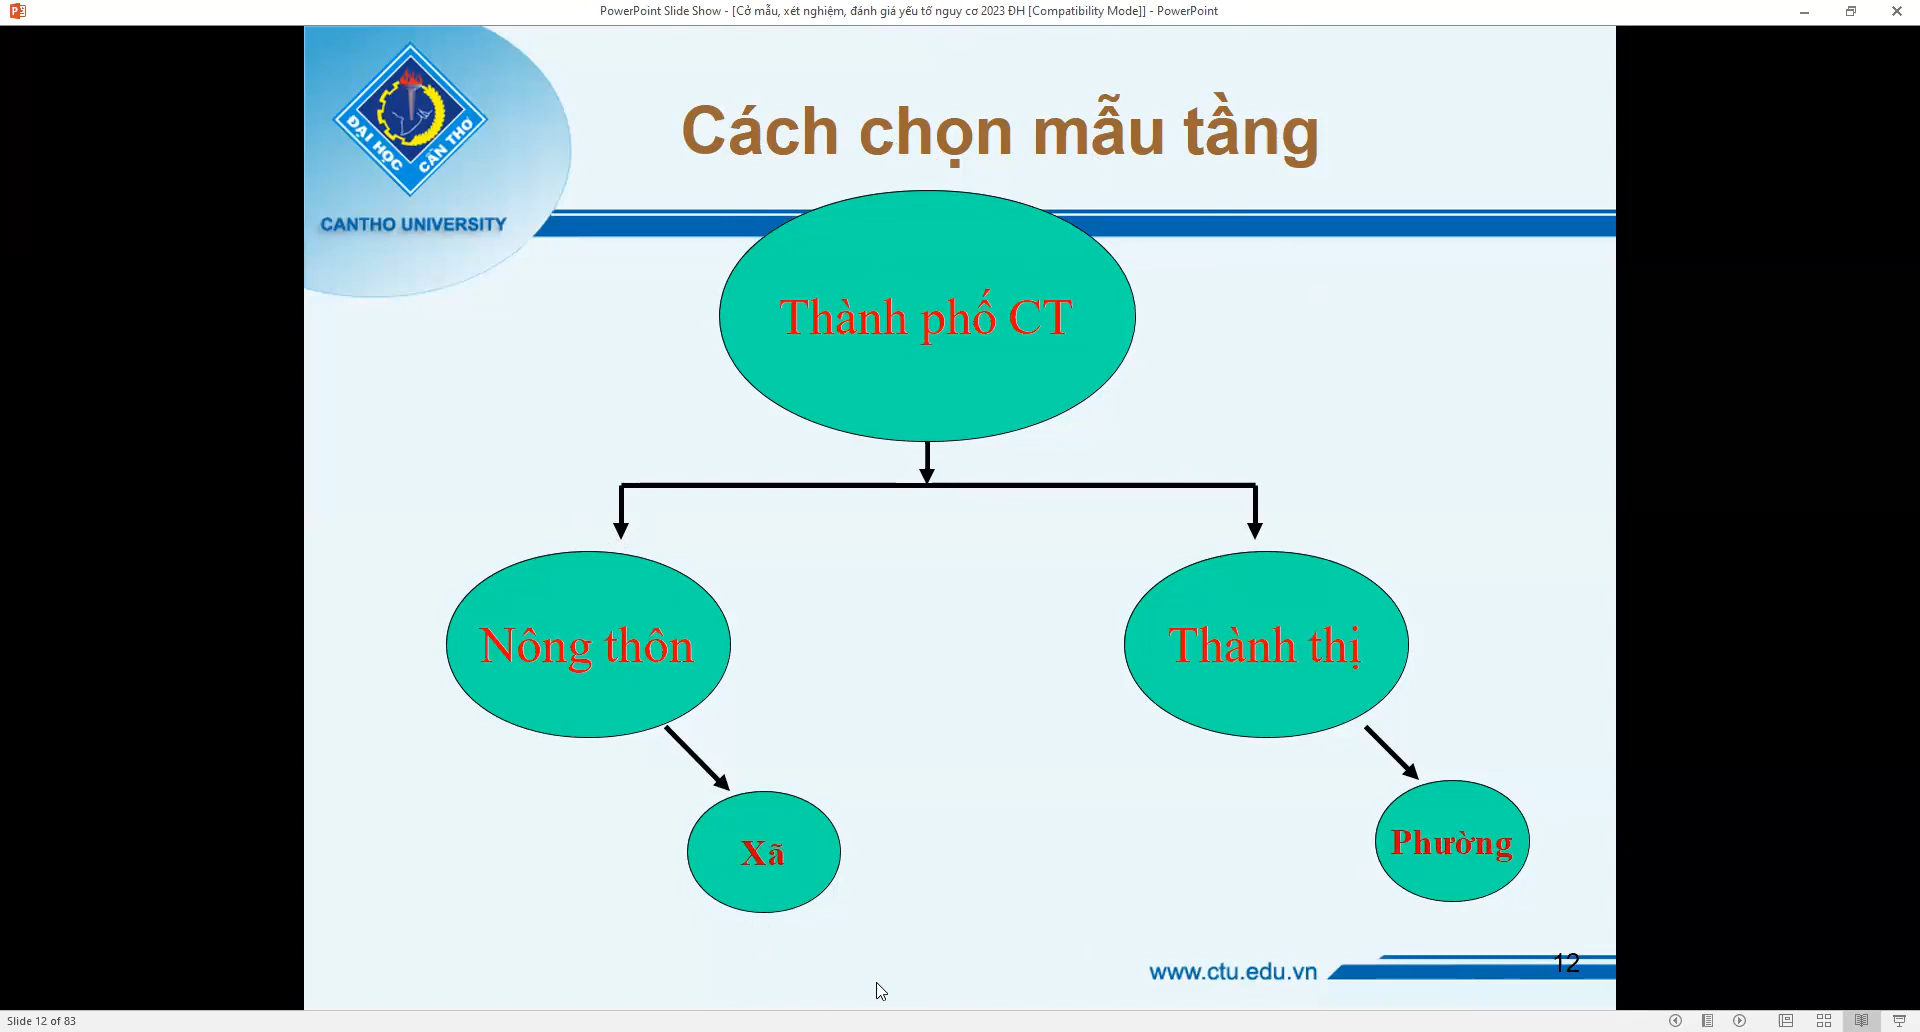 PowerPoint Slide Show - [Cở mẫu, xét nghiệm, đánh giá yếu tố nguy cơ 2023 ĐH [Compatibility Mode]] - PowerPoint
ĐẠI HỌC CẦN THƠ
CANTHO UNIVERSITY
Cách chọn mẫu tầng
Thành phố CT
Nông thôn
Thành thị
Xã
Phường
www.ctu.edu.vn
12
Slide 12 of 83